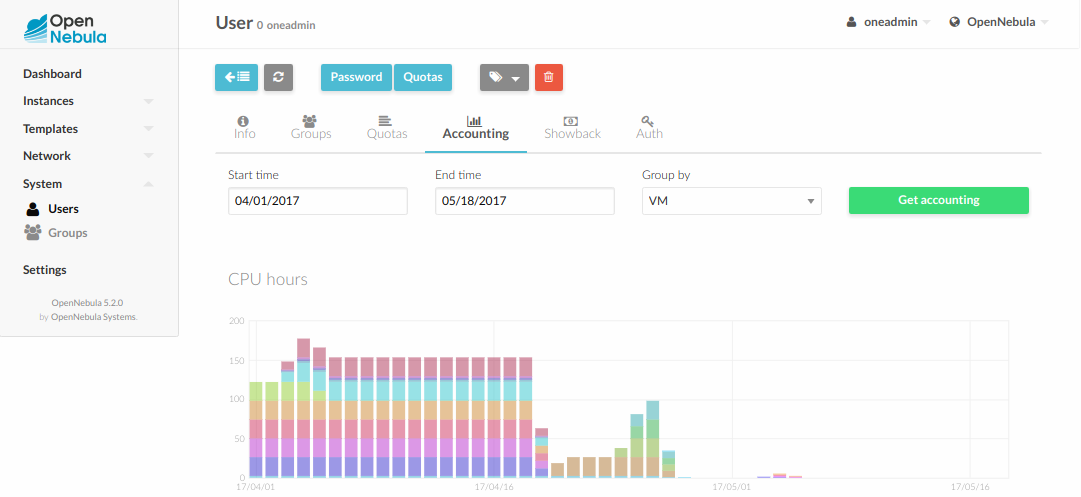 Open
Nebula
User 0 oneadmin
oneadmin
OpenNebula
Dashboard
Instances
Templates
Network
System
Users
Groups
Settings
OpenNebula 5.2.0
by OpenNebula Systems.
Password
Quotas
Info
Groups
Quotas
Accounting
Showback
Auth
Start time
End time
Group by
04/01/2017
05/18/2017
VM
Get accounting
CPU hours
200
150
100
50
0
17/04/01
17/04/16
17/05/01
17/05/16